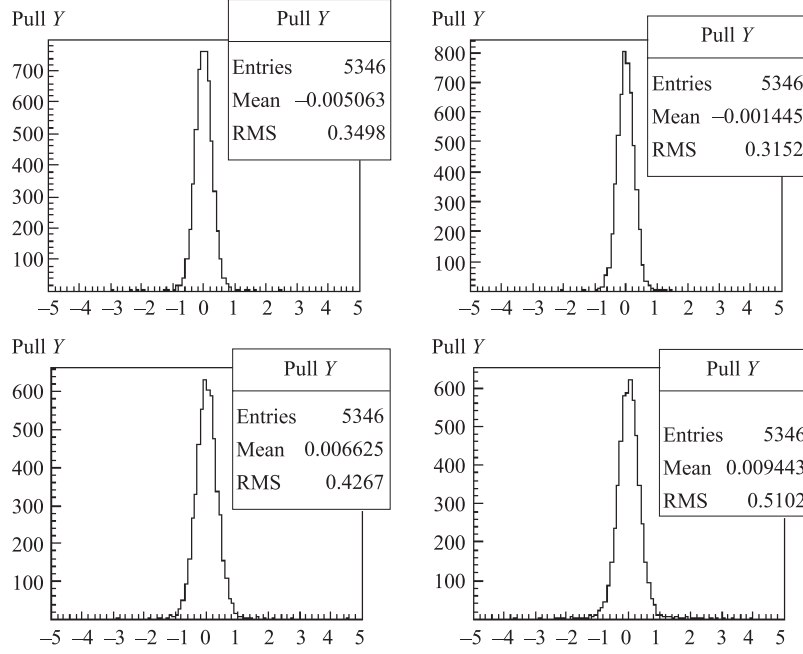 Pull Y
Pull Y
Entries 5346
Mean –0.005063
RMS 0.3498
700
600
500
400
300
200
100
–5 –4 –3 –2 –1 0 1 2 3 4 5
Pull Y
Pull Y
Entries 5346
Mean –0.001445
RMS 0.3152
800
700
600
500
400
300
200
100
–5 –4 –3 –2 –1 0 1 2 3 4 5
Pull Y
Pull Y
Entries 5346
Mean 0.006625
RMS 0.4267
600
500
400
300
200
100
–5 –4 –3 –2 –1 0 1 2 3 4 5
Pull Y
Pull Y
Entries 5346
Mean 0.009443
RMS 0.5102
600
500
400
300
200
100
–5 –4 –3 –2 –1 0 1 2 3 4 5